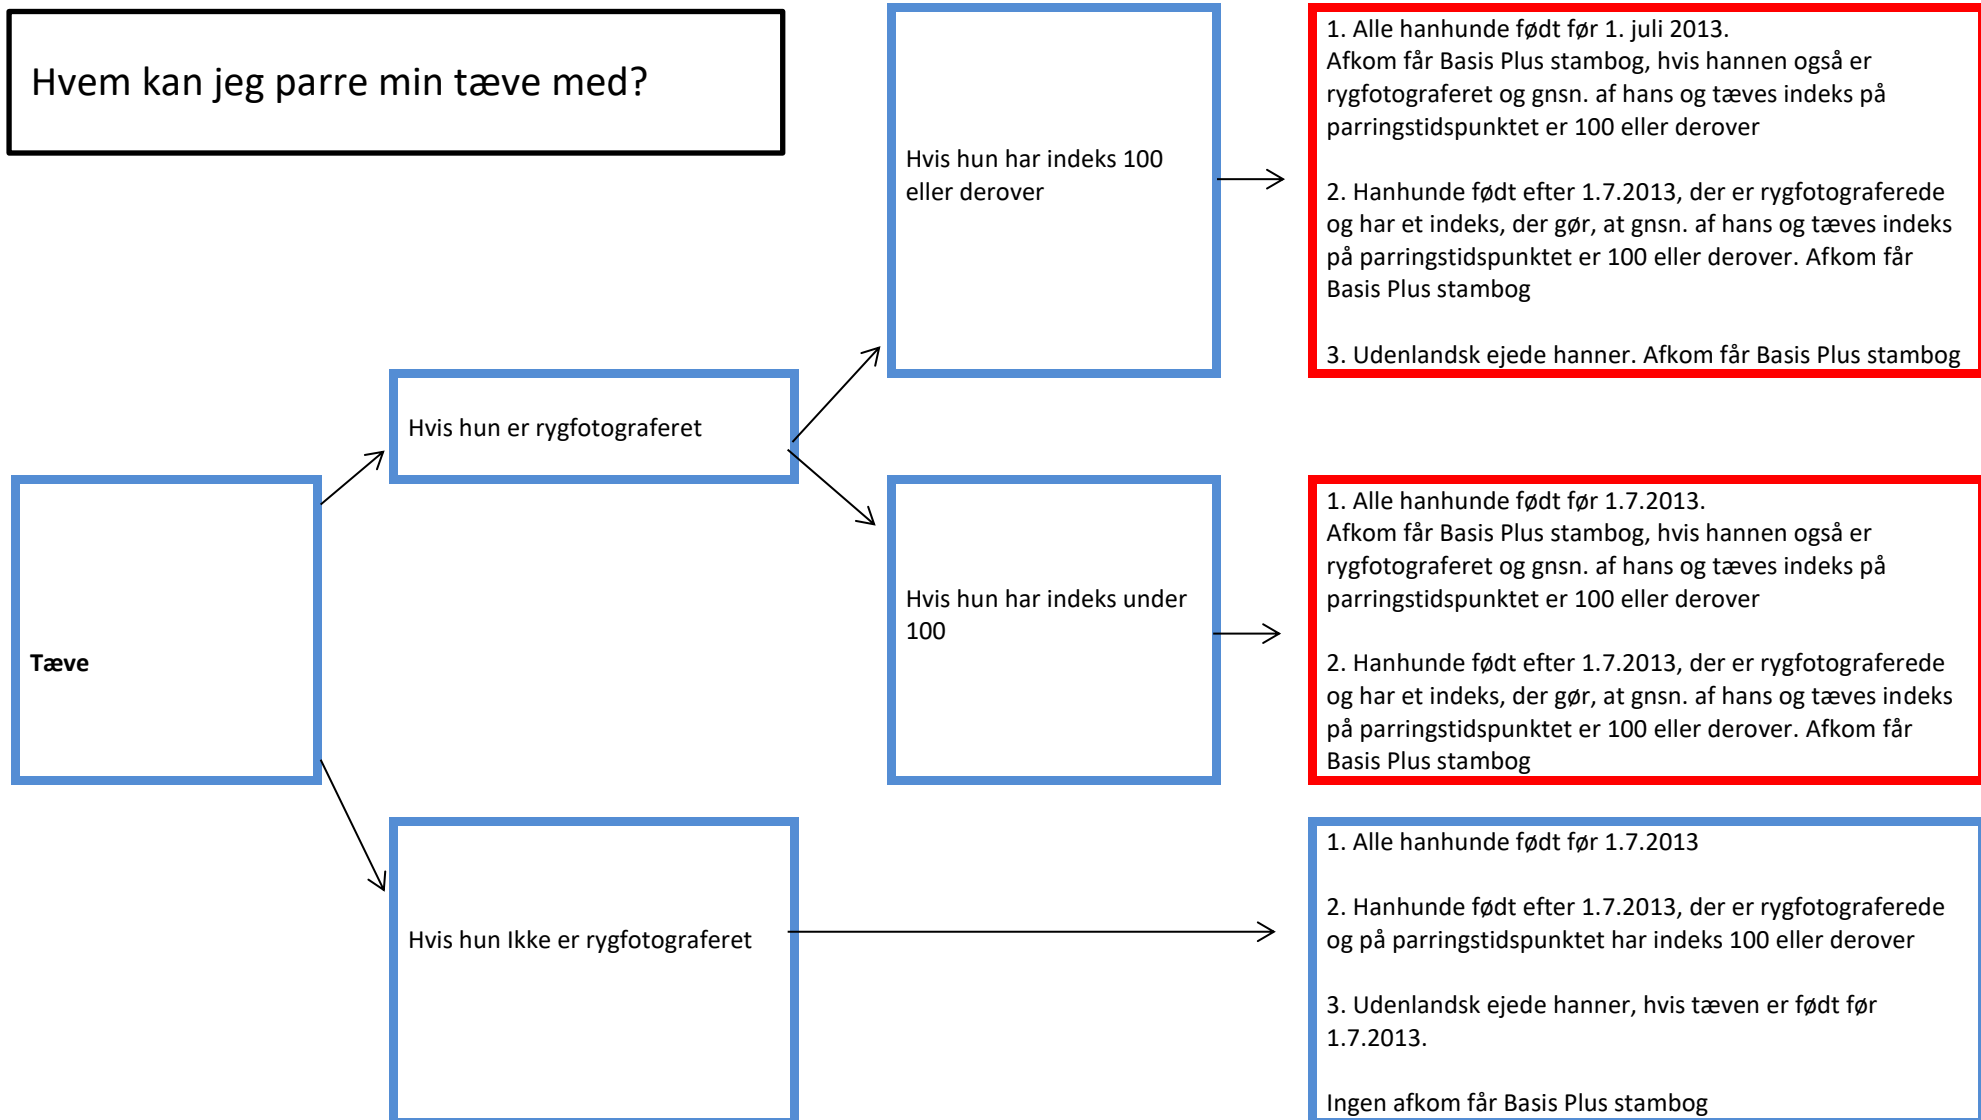 Hvem kan jeg parre min tæve med?
Tæve
Hvis hun er rygfotograferet
Hvis hun har indeks 100
eller derover
1. Alle hanhunde født før 1. juli 2013.
Afkom får Basis Plus stambog, hvis hannen også er
rygfotograferet og gnsn. af hans og tæves indeks på
parringstidspunktet er 100 eller derover
2. Hanhunde født efter 1.7.2013, der er rygfotograferede
og har et indeks, der gør, at gnsn. af hans og tæves indeks
på parringstidspunktet er 100 eller derover. Afkom får
Basis Plus stambog
3. Udenlandsk ejede hanner. Afkom får Basis Plus stambog
Hvis hun har indeks under
100
1. Alle hanhunde født før 1.7.2013.
Afkom får Basis Plus stambog, hvis hannen også er
rygfotograferet og gnsn. af hans og tæves indeks på
parringstidspunktet er 100 eller derover
2. Hanhunde født efter 1.7.2013, der er rygfotograferede
og har et indeks, der gør, at gnsn. af hans og tæves indeks
på parringstidspunktet er 100 eller derover. Afkom får
Basis Plus stambog
Hvis hun Ikke er rygfotograferet
1. Alle hanhunde født før 1.7.2013
2. Hanhunde født efter 1.7.2013, der er rygfotograferede
og på parringstidspunktet har indeks 100 eller derover
3. Udenlandsk ejede hanner, hvis tæven er født før
1.7.2013.
Ingen afkom får Basis Plus stambog